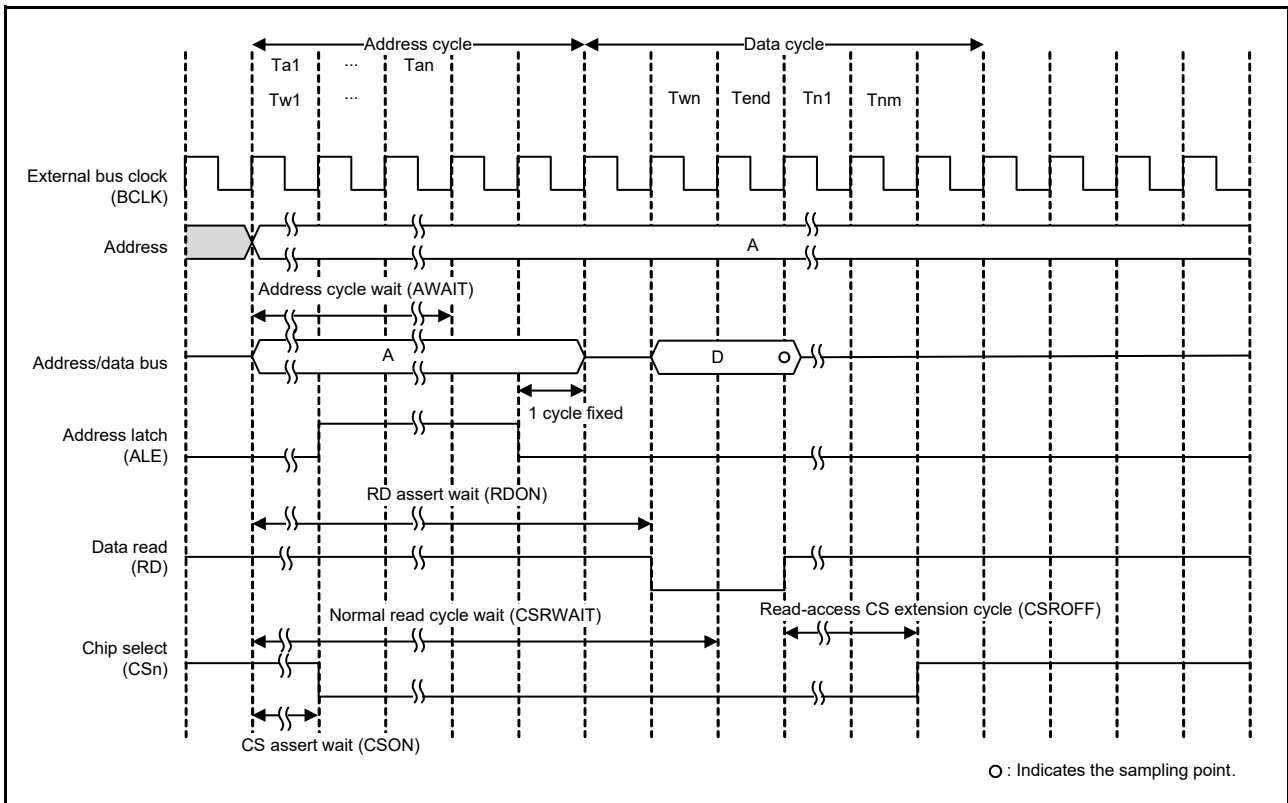 Address cycle
Data cycle
Ta1 ... Tan
Tw1 ... Twn Tend Tn1 Tnm
External bus clock
(BCLK)
Address
A
Address cycle wait (AWAIT)
Address/data bus
A
D
1 cycle fixed
Address latch
(ALE)
RD assert wait (RDON)
Data read
(RD)
Normal read cycle wait (CSRWAIT)
Read-access CS extension cycle (CSROFF)
Chip select
(CSn)
CS assert wait (CSON)
: Indicates the sampling point.